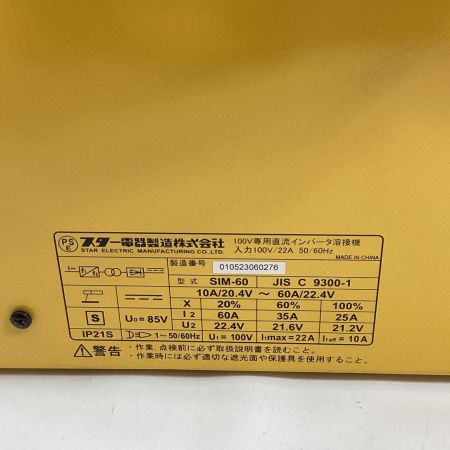 PS E スター電器製造株式会社 100V専用直流インバータ溶接機
STAR ELECTRIC MANUFACTURING CO.,LTD. 入力100V/22A 50/60Hz
MADE IN CHINA
製造番号 010523060276
型式 SIM-60 JIS C 9300-1
10A/20.4V ～ 60A/22.4V
X 20% 60% 100%
S U₀= 85V I 2 60A 35A 25A
U2 22.4V 21.6V 21.2V
IP21S 1～50/60Hz U₁= 100V I₁max= 22A I₁eff= 10A
警告
・作業、点検前に必ず取扱説明書を読むこと。
・作業時には必ず適切な遮光面や保護具を使用すること。